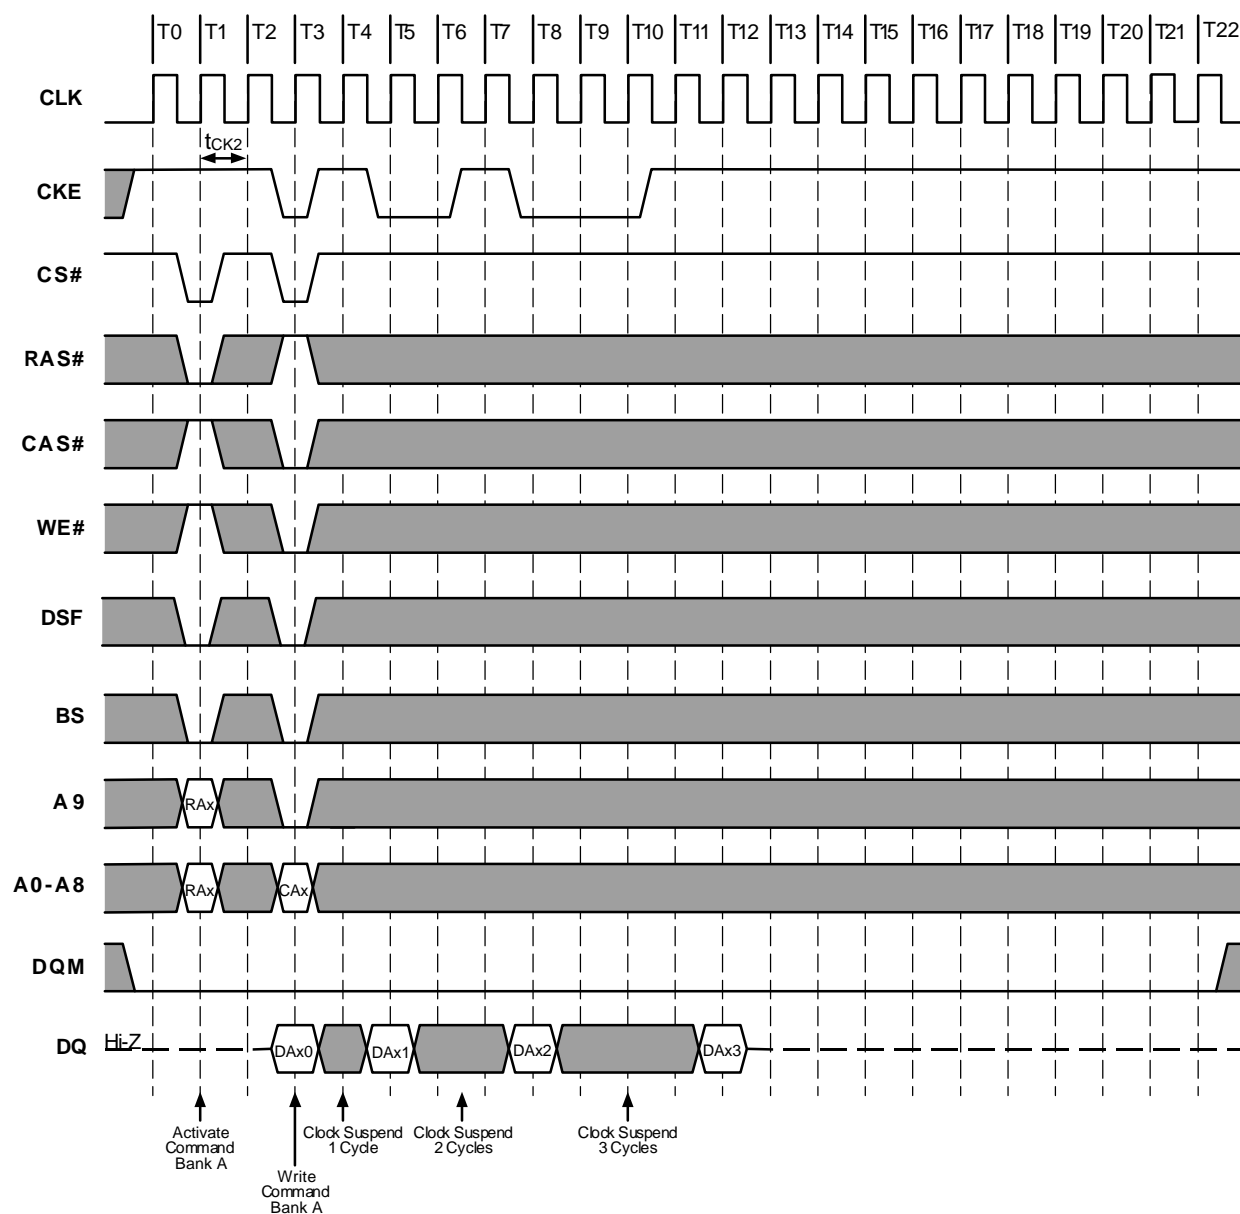 T0 T1 T2 T3 T4 T5 T6 T7 T8 T9 T10 T11 T12 T13 T14 T15 T16 T17 T18 T19 T20 T21 T22
CLK
tCK2
CKE
CS#
RAS#
CAS#
WE#
DSF
BS
A9
RAx
A0-A8
RAx CAx
DQM
DQ
Hi-Z
DAx0 DAx1 DAx2 DAx3
Activate
Command
Bank A
Write
Command
Bank A
Clock Suspend
1 Cycle
Clock Suspend
2 Cycles
Clock Suspend
3 Cycles